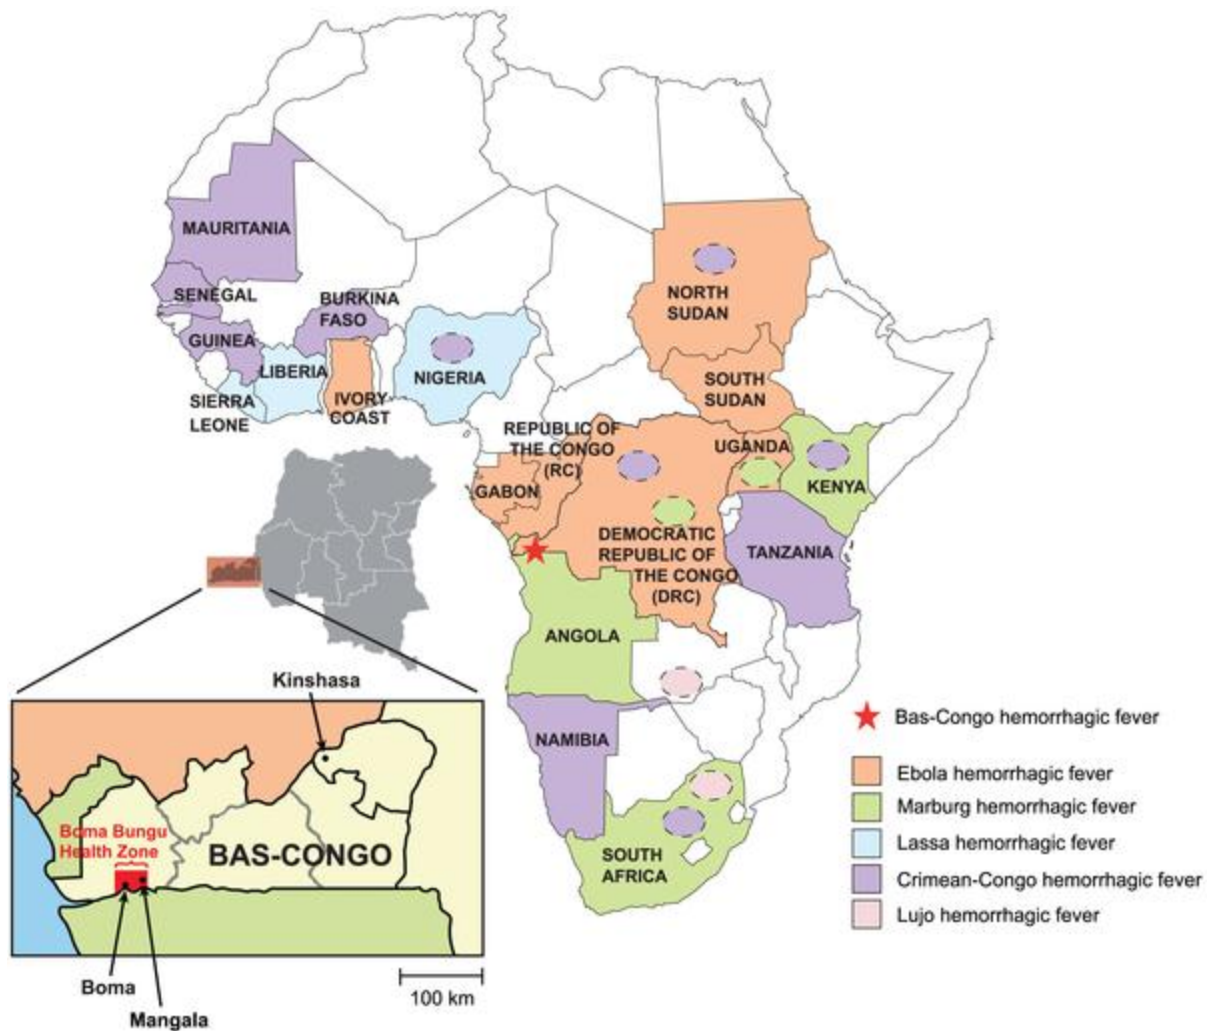 MAURITANIA
SENEGAL
BURKINA
FASO
GUINEA
LIBERIA
SIERRA
LEONE
IVORY
COAST
NIGERIA
NORTH
SUDAN
SOUTH
SUDAN
REPUBLIC OF
THE CONGO
(RC)
UGANDA
GABON
KENYA
DEMOCRATIC
REPUBLIC OF
THE CONGO
(DRC)
TANZANIA
ANGOLA
NAMIBIA
SOUTH
AFRICA
Kinshasa
Boma Bungu
Health Zone
BAS-CONGO
Boma
Mangala
100 km
Bas-Congo hemorrhagic fever
Ebola hemorrhagic fever
Marburg hemorrhagic fever
Lassa hemorrhagic fever
Crimean-Congo hemorrhagic fever
Lujo hemorrhagic fever